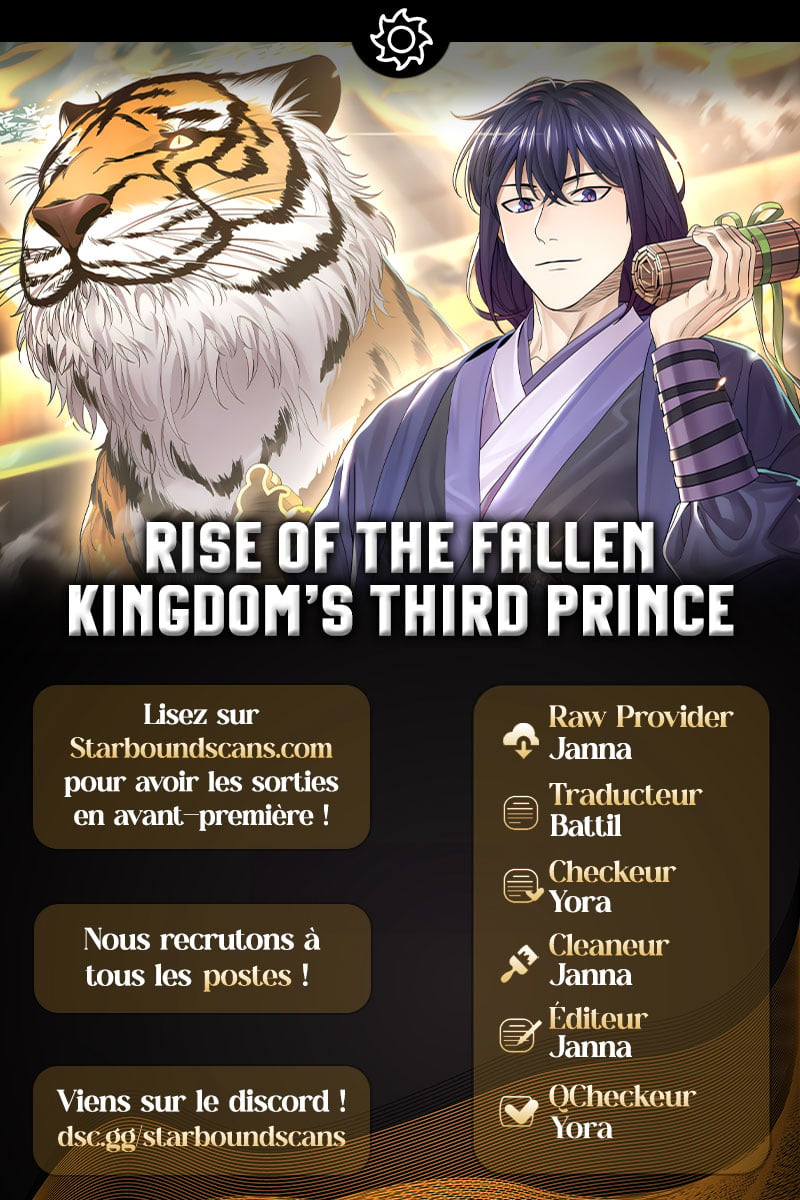 RISE OF THE FALLEN
KINGDOM'S THIRD PRINCE
Lisez sur
Starboundscans.com
pour avoir les sorties
en avant-première !
Nous recrutons à
tous les postes !
Viens sur le discord !
dsc.gg/starboundscans
Raw Provider
Janna
Traducteur
Battil
Checkeur
Yora
Cleaneur
Janna
Éditeur
Janna
QCheckeur
Yora